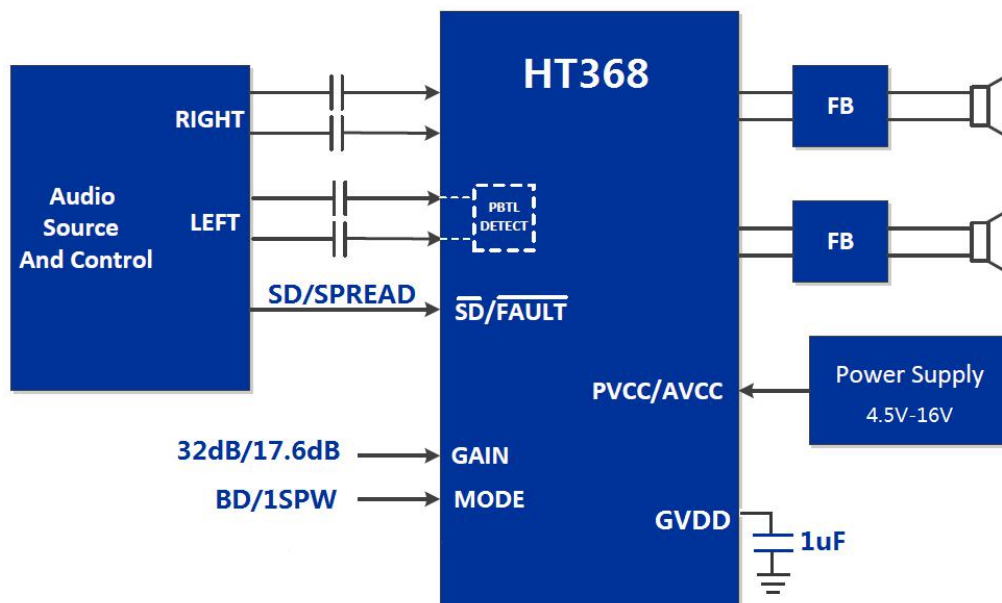 HT368
RIGHT
FB
Audio
Source
And Control
LEFT
PBTL
DETECT
FB
SD/SPREAD
SD/FAULT
PVCC/AVCC
Power Supply
4.5V-16V
32dB/17.6dB
GAIN
BD/1SPW
MODE
GVDD
1uF